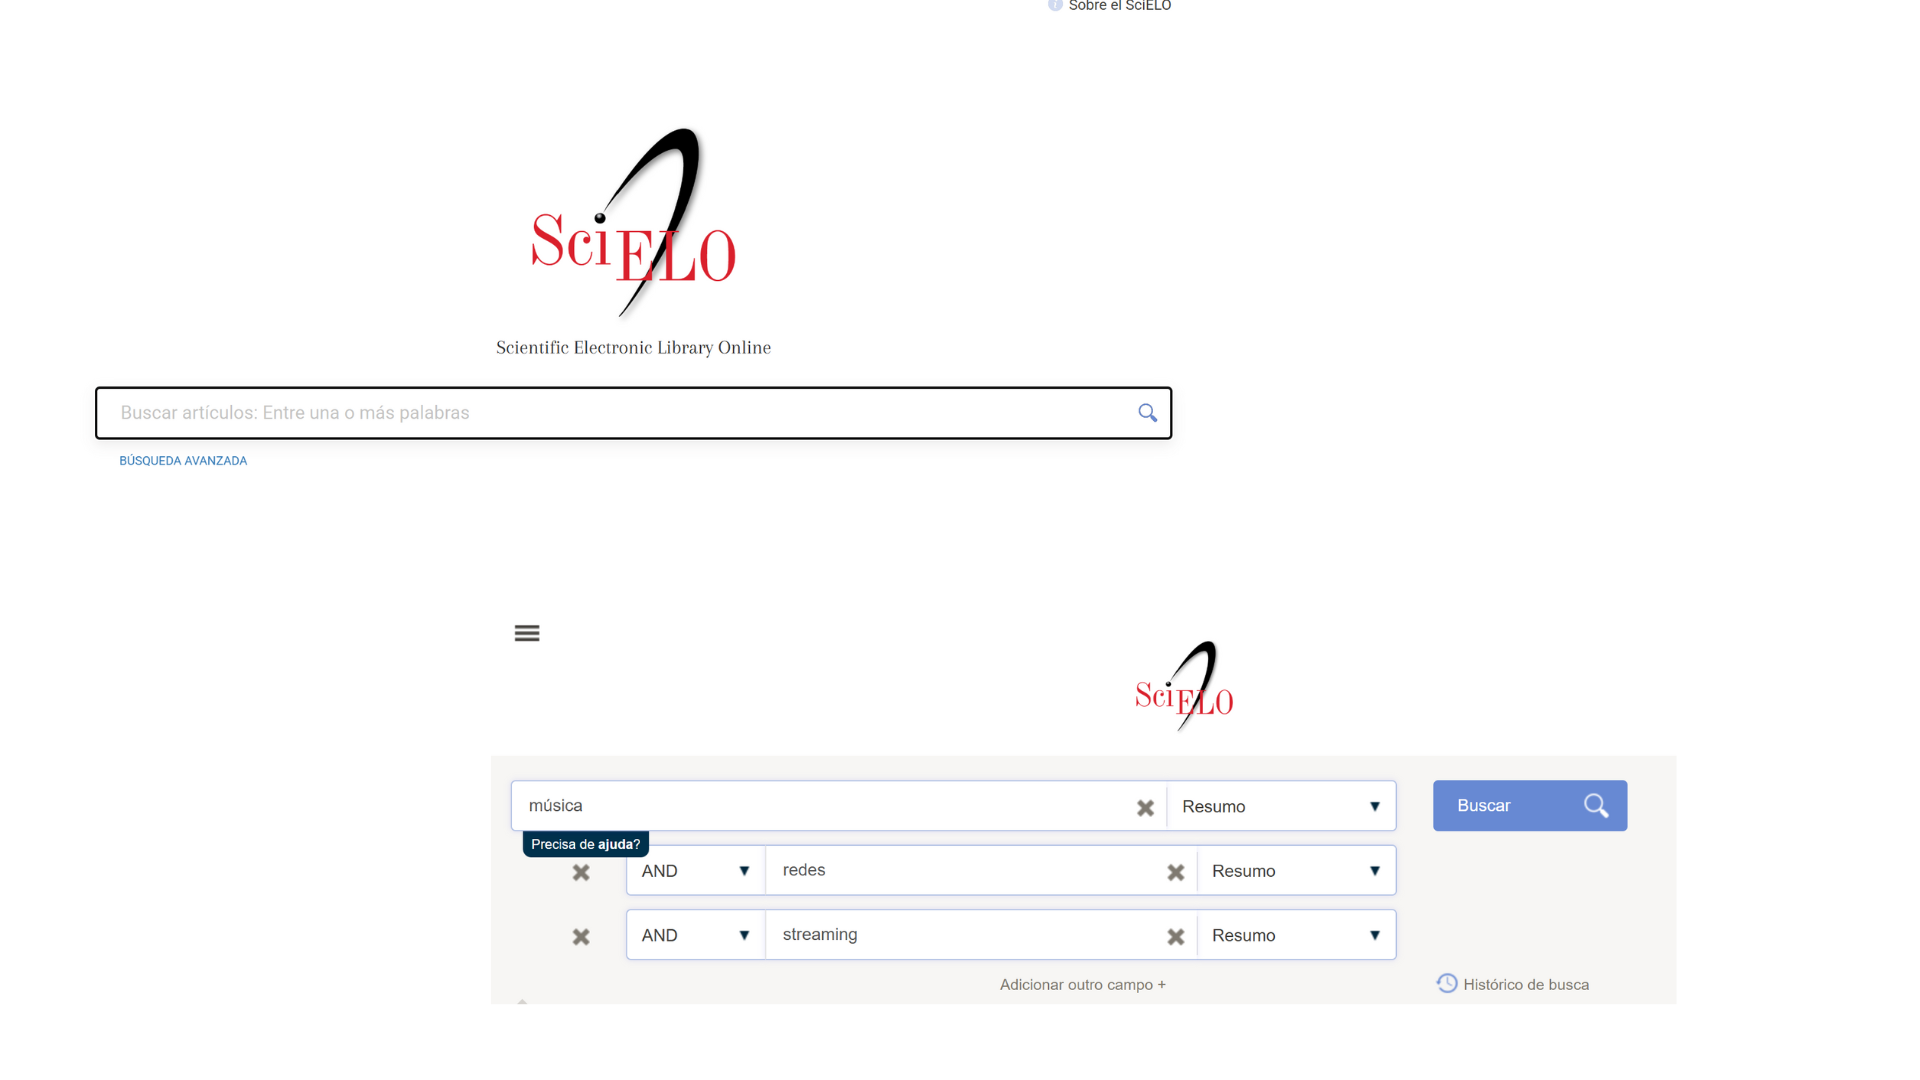 Sobre el SciELO
SciELO
Scientific Electronic Library Online
Buscar artículos: Entre una o más palabras
BÚSQUEDA AVANZADA
SciELO
música
Resumo
Buscar
Precisa de ajuda?
AND
redes
Resumo
AND
streaming
Resumo
Adicionar outro campo +
Histórico de busca